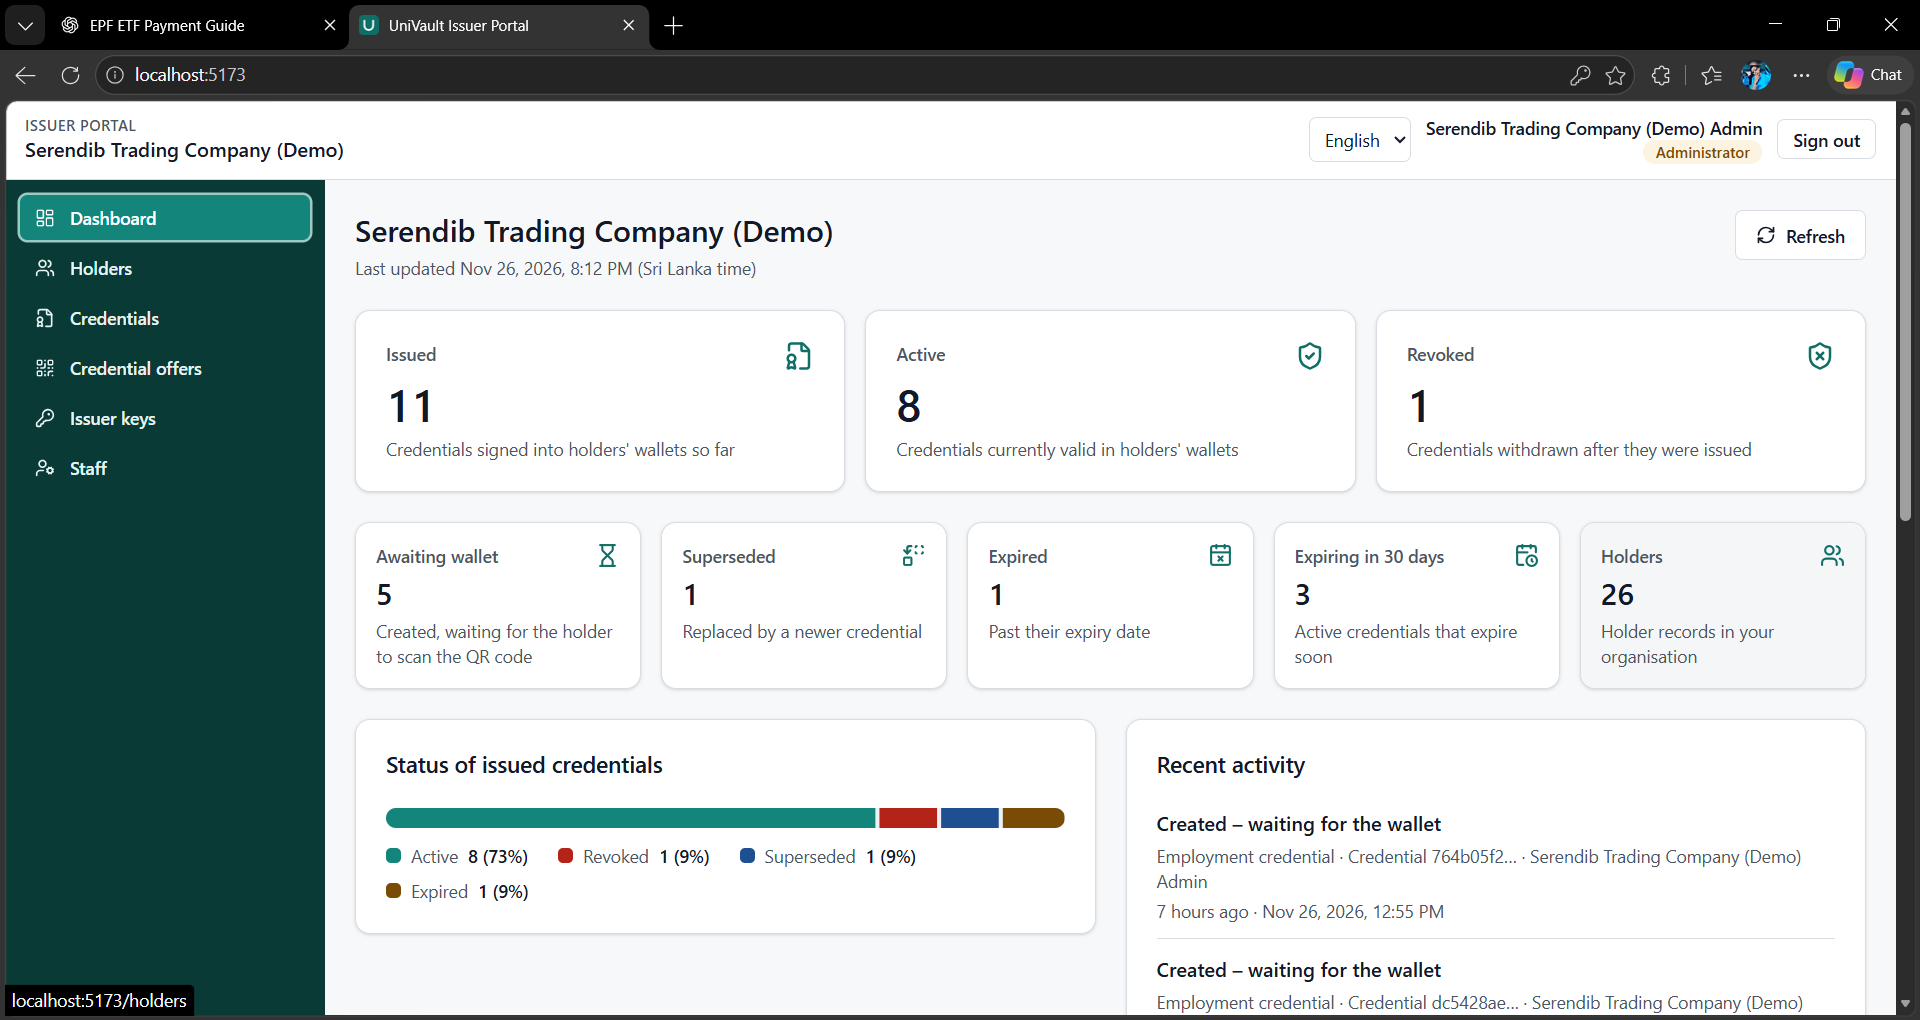 EPF ETF Payment Guide
UniVault Issuer Portal
localhost:5173
Chat
ISSUER PORTAL
Serendib Trading Company (Demo)
English
Serendib Trading Company (Demo) Admin
Administrator
Sign out
Dashboard
Holders
Credentials
Credential offers
Issuer keys
Staff
Serendib Trading Company (Demo)
Last updated Nov 26, 2026, 8:12 PM (Sri Lanka time)
Refresh
Issued
11
Credentials signed into holders' wallets so far
Active
8
Credentials currently valid in holders' wallets
Revoked
1
Credentials withdrawn after they were issued
Awaiting wallet
5
Created, waiting for the holder
to scan the QR code
Superseded
1
Replaced by a newer credential
Expired
1
Past their expiry date
Expiring in 30 days
3
Active credentials that expire
soon
Holders
26
Holder records in your
organisation
Status of issued credentials
Active 8 (73%)
Revoked 1 (9%)
Superseded 1 (9%)
Expired 1 (9%)
Recent activity
Created – waiting for the wallet
Employment credential · Credential 764b05f2... · Serendib Trading Company (Demo)
Admin
7 hours ago · Nov 26, 2026, 12:55 PM
Created – waiting for the wallet
Employment credential · Credential dc5428ae... · Serendib Trading Company (Demo)
localhost:5173/holders